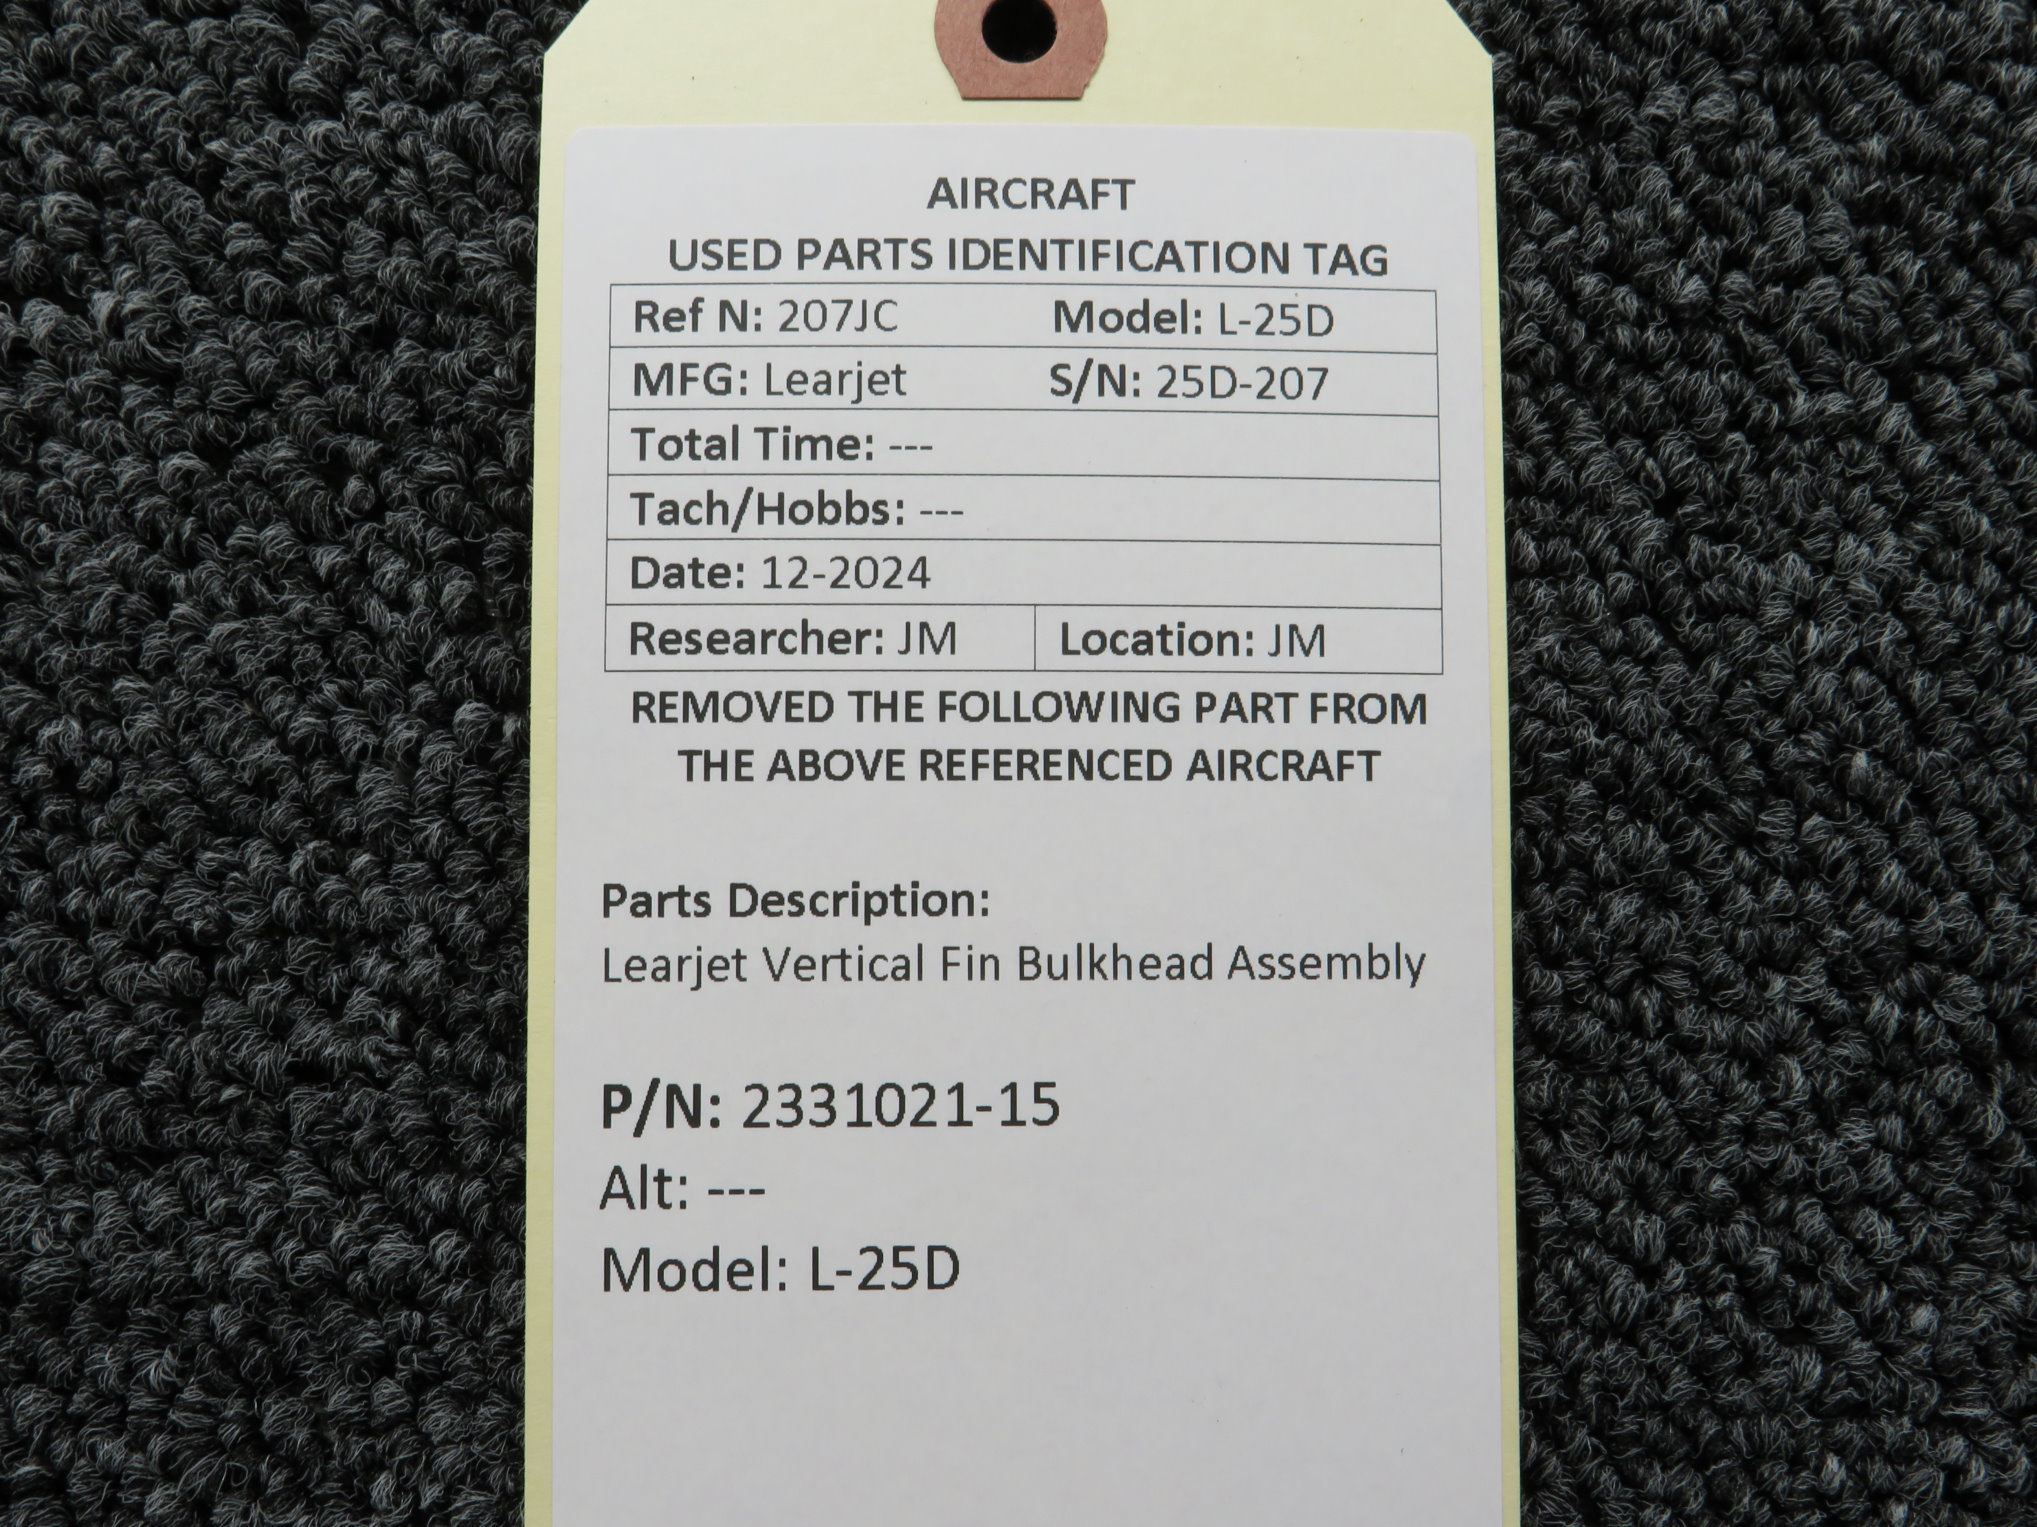 AIRCRAFT
USED PARTS IDENTIFICATION TAG
Ref N: 207JC Model: L-25D
MFG: Learjet S/N: 25D-207
Total Time: ---
Tach/Hobbs: ---
Date: 12-2024
Researcher: JM Location: JM
REMOVED THE FOLLOWING PART FROM
THE ABOVE REFERENCED AIRCRAFT
Parts Description:
Learjet Vertical Fin Bulkhead Assembly
P/N: 2331021-15
Alt: ---
Model: L-25D